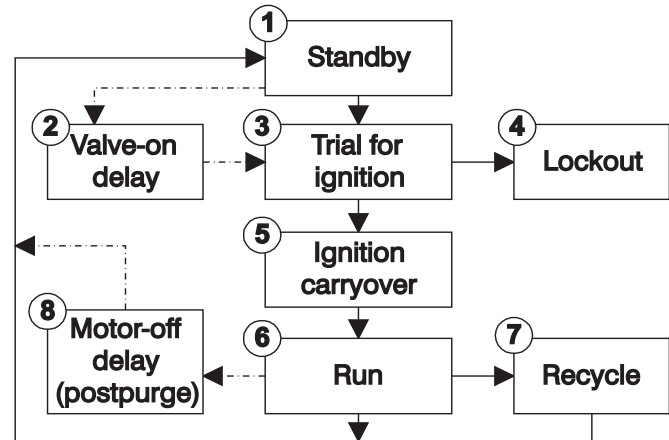 1
Standby
2
Valve-on
delay
3
Trial for
ignition
4
Lockout
5
Ignition
carryover
8
Motor-off
delay
(postpurge)
6
Run
7
Recycle